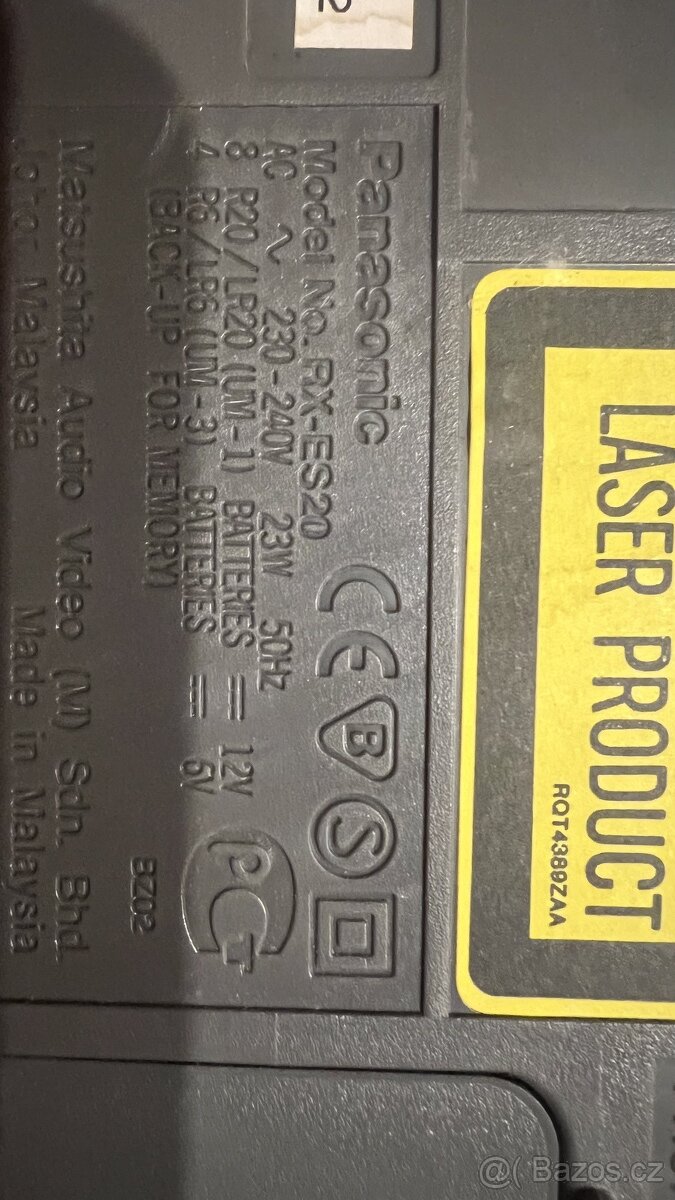 Panasonic
Model No. RX-ES20
AC ~ 230-240V 23W 50Hz
8 R20/LR20 (UM-1) BATTERIES 12V
4 R6/LR6 (UM-3) BATTERIES 6V
(BACK-UP FOR MEMORY)
BZ02
Matsushita Audio Video (M) Sdn. Bhd.
Malaysia Made in Malaysia
CE B S
PCT
LASER PRODUCT
RQT4389ZAA
@( Bazos.cz